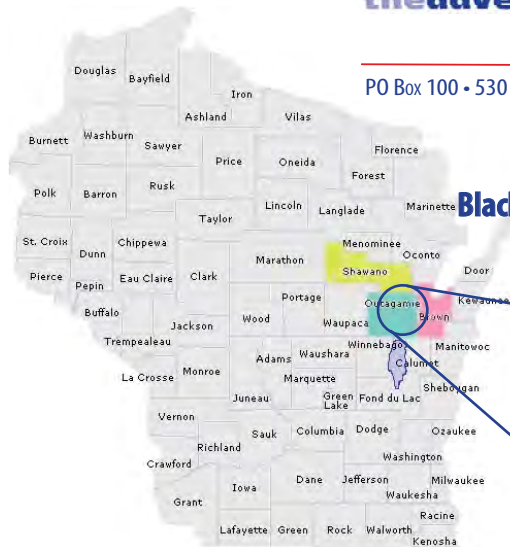 theadve
PO Box 100 • 530
Douglas
Bayfield
Iron
Ashland
Vilas
Burnett
Washburn
Sawyer
Florence
Price
Oneida
Forest
Polk
Barron
Rusk
Lincoln
Langlade
Marinette
Blac
Taylor
St. Croix
Dunn
Chippewa
Marathon
Menominee
Oconto
Door
Shawano
Pierce
Pepin
Eau Claire
Clark
Portage
Outagamie
Brown
Kewaunee
Buffalo
Jackson
Wood
Waupaca
Trempealeau
Winnebago
Manitowoc
Adams
Waushara
Calumet
La Crosse
Monroe
Marquette
Sheboygan
Juneau
Green Lake
Fond du Lac
Vernon
Sauk
Columbia
Dodge
Ozaukee
Richland
Washington
Crawford
Iowa
Dane
Jefferson
Milwaukee
Waukesha
Grant
Racine
Lafayette
Green
Rock
Walworth
Kenosha